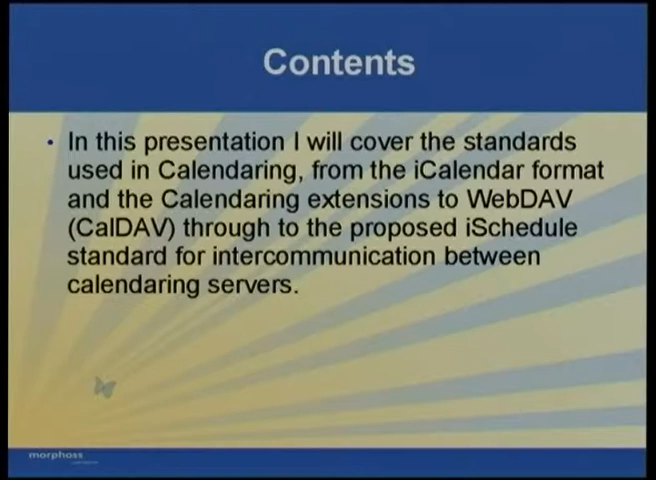 Contents
• In this presentation I will cover the standards
used in Calendaring, from the iCalendar format
and the Calendaring extensions to WebDAV
(CalDAV) through to the proposed iSchedule
standard for intercommunication between
calendaring servers.
morphoss